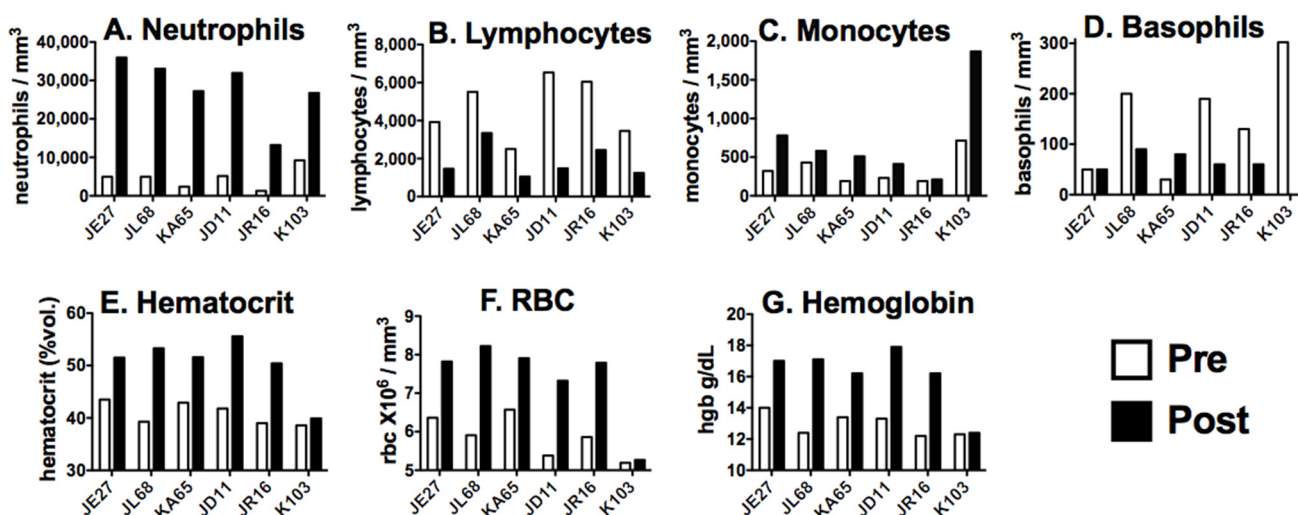 A. Neutrophils
neutrophils / mm³
40,000
30,000
20,000
10,000
0
JE27
JL68
KA65
JD11
JR16
K103
B. Lymphocytes
lymphocytes / mm³
8,000
6,000
4,000
2,000
0
JE27
JL68
KA65
JD11
JR16
K103
C. Monocytes
monocytes / mm³
2,000
1,500
1,000
500
0
JE27
JL68
KA65
JD11
JR16
K103
D. Basophils
basophils / mm³
300
200
100
0
JE27
JL68
KA65
JD11
JR16
K103
E. Hematocrit
hematocrit (%vol.)
60
50
40
30
JE27
JL68
KA65
JD11
JR16
K103
F. RBC
rbc X10⁶ / mm³
9
8
7
6
5
JE27
JL68
KA65
JD11
JR16
K103
G. Hemoglobin
hgb g/dL
20
18
16
14
12
10
JE27
JL68
KA65
JD11
JR16
K103
Pre
Post